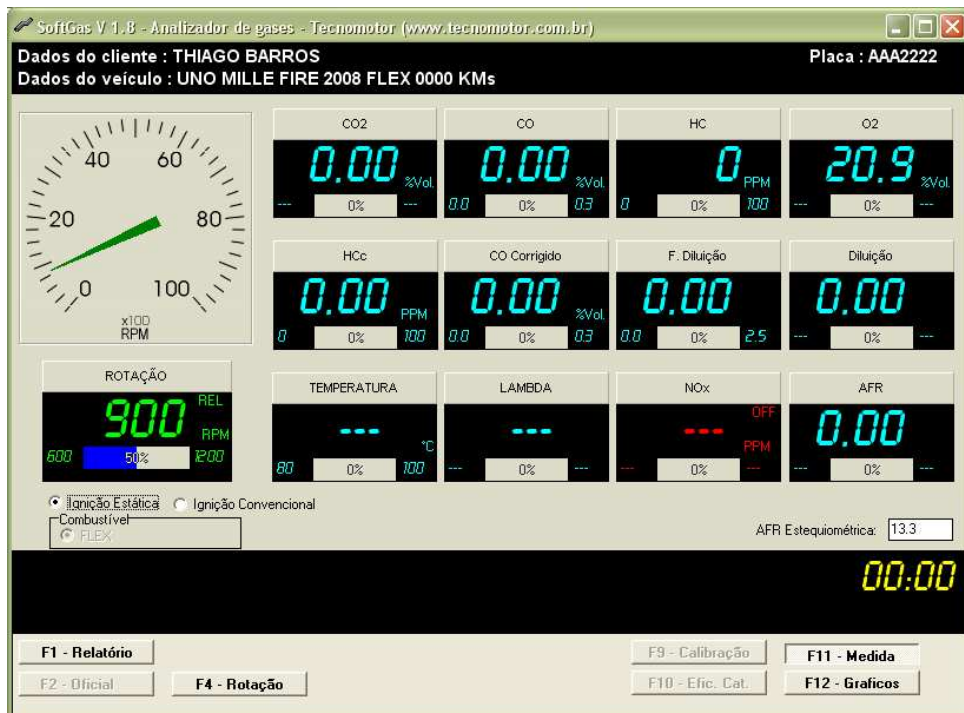 SoftGas V 1.8 - Analizador de gases - Tecnomotor (www.tecnomotor.com.br)
Dados do cliente : THIAGO BARROS
Placa : AAA2222
Dados do veículo : UNO MILLE FIRE 2008 FLEX 0000 KMs
0 20 40 60 80 100
x100
RPM
CO2
0.00 %Vol.
--- 0% ---
CO
0.00 %Vol.
0.0 0% 0.3
HC
0 PPM
0 0% 100
O2
20.9 %Vol.
--- 0% ---
HCc
0.00 PPM
0 0% 100
CO Corrigido
0.00 %Vol.
0.0 0% 0.3
F. Diluição
0.00
0.0 0% 2.5
Diluição
0.00
--- 0% ---
ROTAÇÃO
REL
900 RPM
600 50% 1200
TEMPERATURA
--- °C
80 0% 100
LAMBDA
---
--- 0% ---
NOx
OFF
--- PPM
--- 0% ---
AFR
0.00
--- 0% ---
Ignição Estática Ignição Convencional
Combustível
FLEX
AFR Estequiométrica: 13.3
00:00
F1 - Relatório
F9 - Calibração
F11 - Medida
F2 - Oficial
F4 - Rotação
F10 - Efic. Cat.
F12 - Graficos